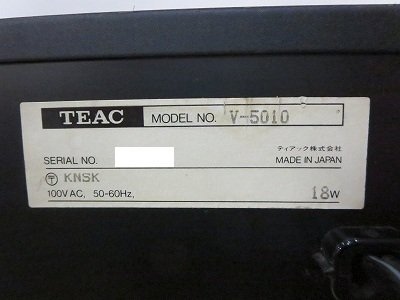 TEAC MODEL NO. V-5010
ティアック株式会社
SERIAL NO. MADE IN JAPAN
〒 KNSK
100V AC, 50-60Hz, 18W